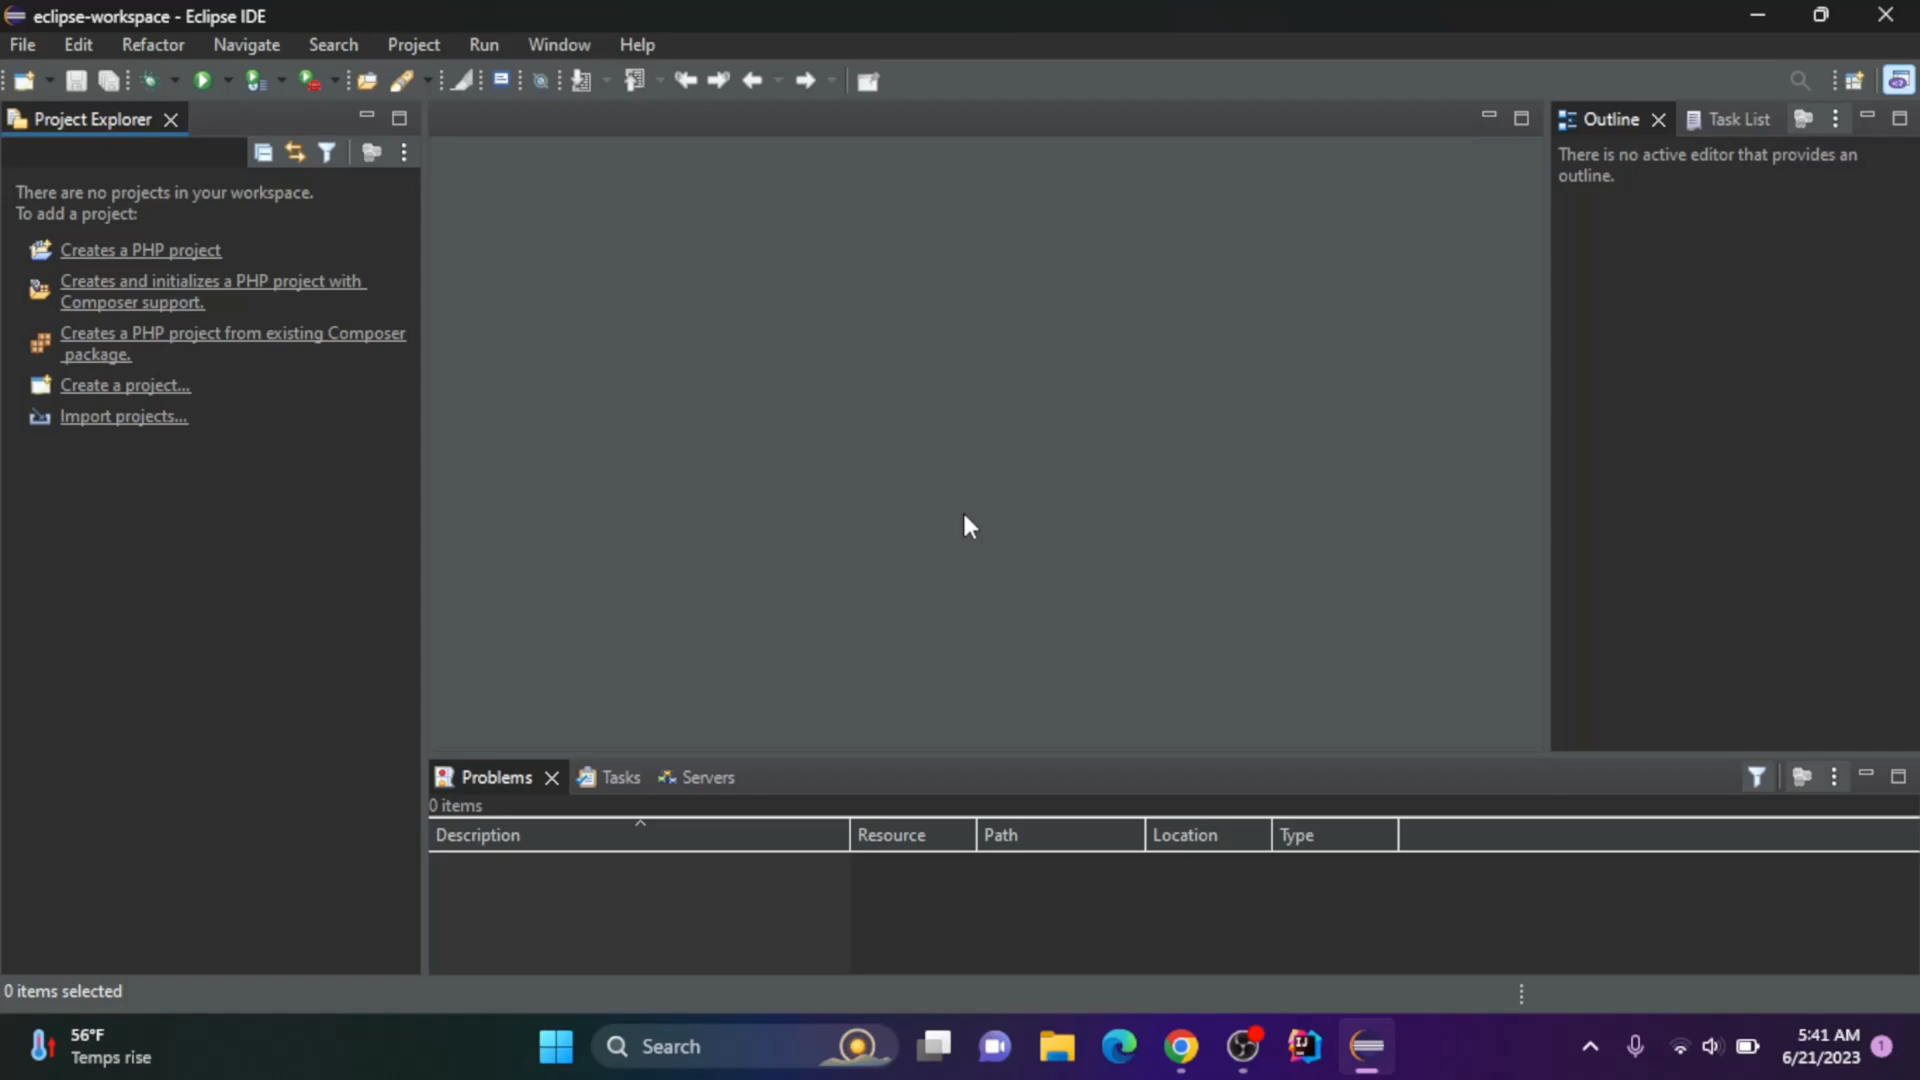 eclipse-workspace - Eclipse IDE
File Edit Refactor Navigate Search Project Run Window Help
Project Explorer
Outline Task List
There are no projects in your workspace.
To add a project:
Creates a PHP project
Creates and initializes a PHP project with
Composer support.
Creates a PHP project from existing Composer
package.
Create a project...
Import projects...
There is no active editor that provides an
outline.
Problems Tasks Servers
0 items
Description Resource Path Location Type
0 items selected
56°F
Temps rise
Search
IJ
5:41 AM
6/21/2023
1